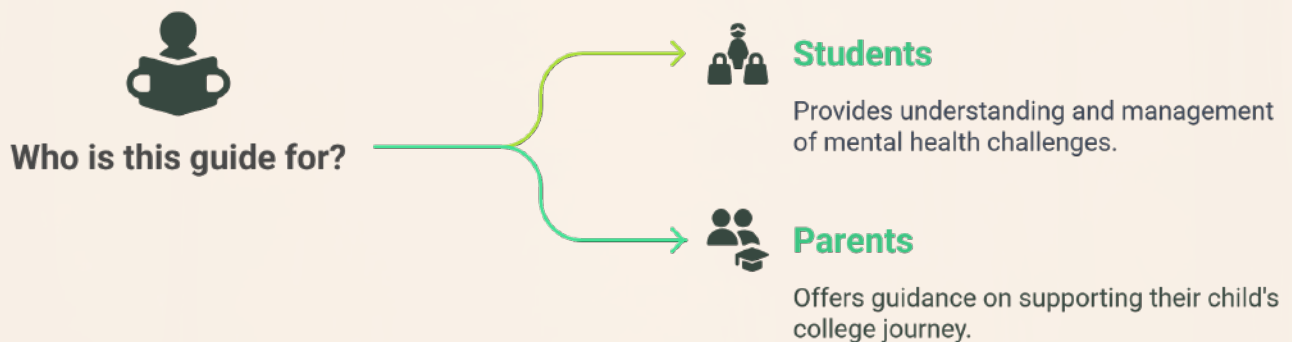 Who is this guide for?
Students
Provides understanding and management
of mental health challenges.
Parents
Offers guidance on supporting their child's
college journey.